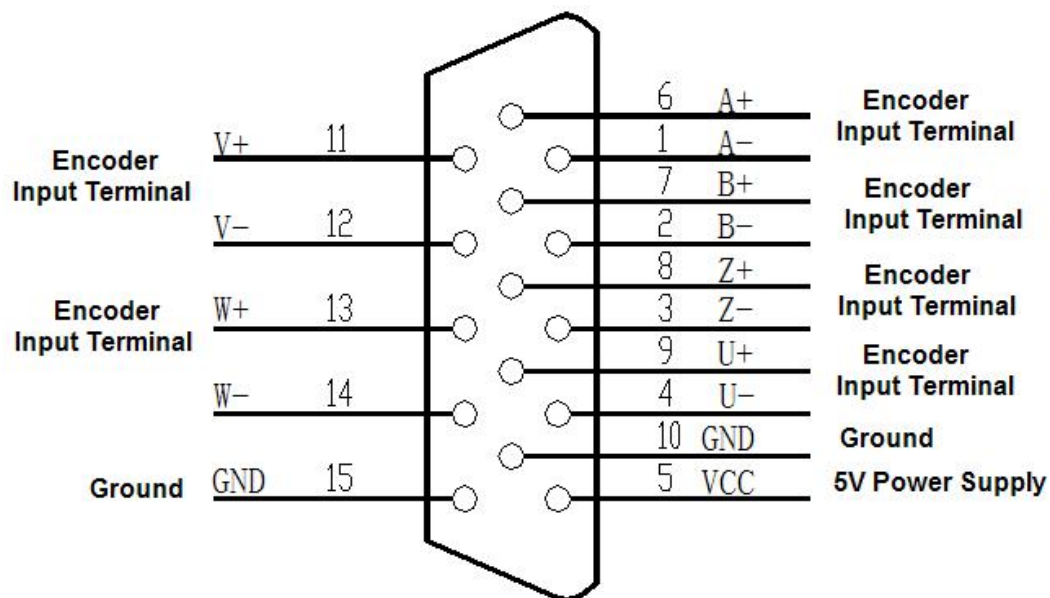 6 A+
Encoder
Input Terminal
1 A-
V+ 11
Encoder
Input Terminal
7 B+
Encoder
Input Terminal
2 B-
V- 12
8 Z+
Encoder
Input Terminal
3 Z-
W+ 13
Encoder
Input Terminal
9 U+
Encoder
Input Terminal
4 U-
W- 14
10 GND
Ground
5 VCC
5V Power Supply
Ground
GND 15